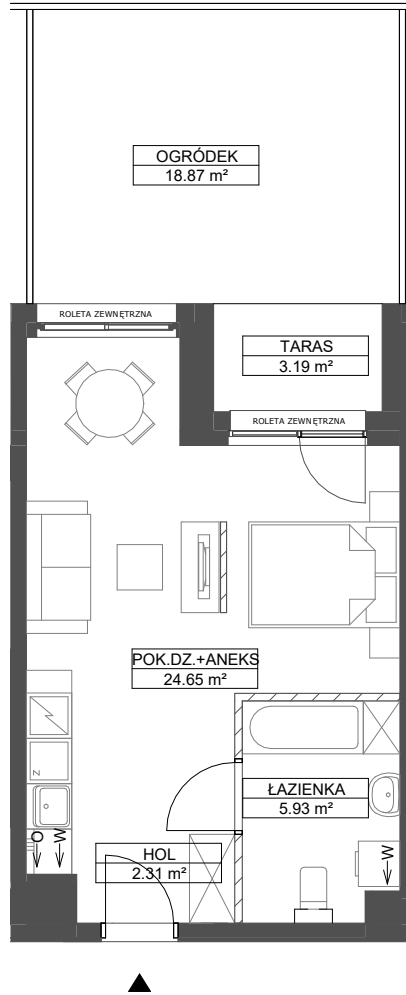 OGRÓDEK
18.87 m²
ROLETA ZEWNĘTRZNA
TARAS
3.19 m²
ROLETA ZEWNĘTRZNA
POK.DZ.+ANEKS
24.65 m²
Z
ŁAZIENKA
5.93 m²
O
W
HOL
2.31 m²
W